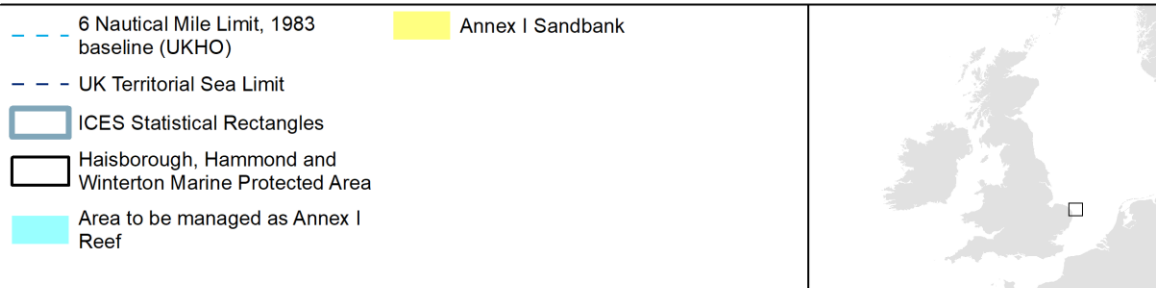 6 Nautical Mile Limit, 1983
baseline (UKHO)
UK Territorial Sea Limit
ICES Statistical Rectangles
Haisborough, Hammond and
Winterton Marine Protected Area
Area to be managed as Annex I
Reef
Annex I Sandbank